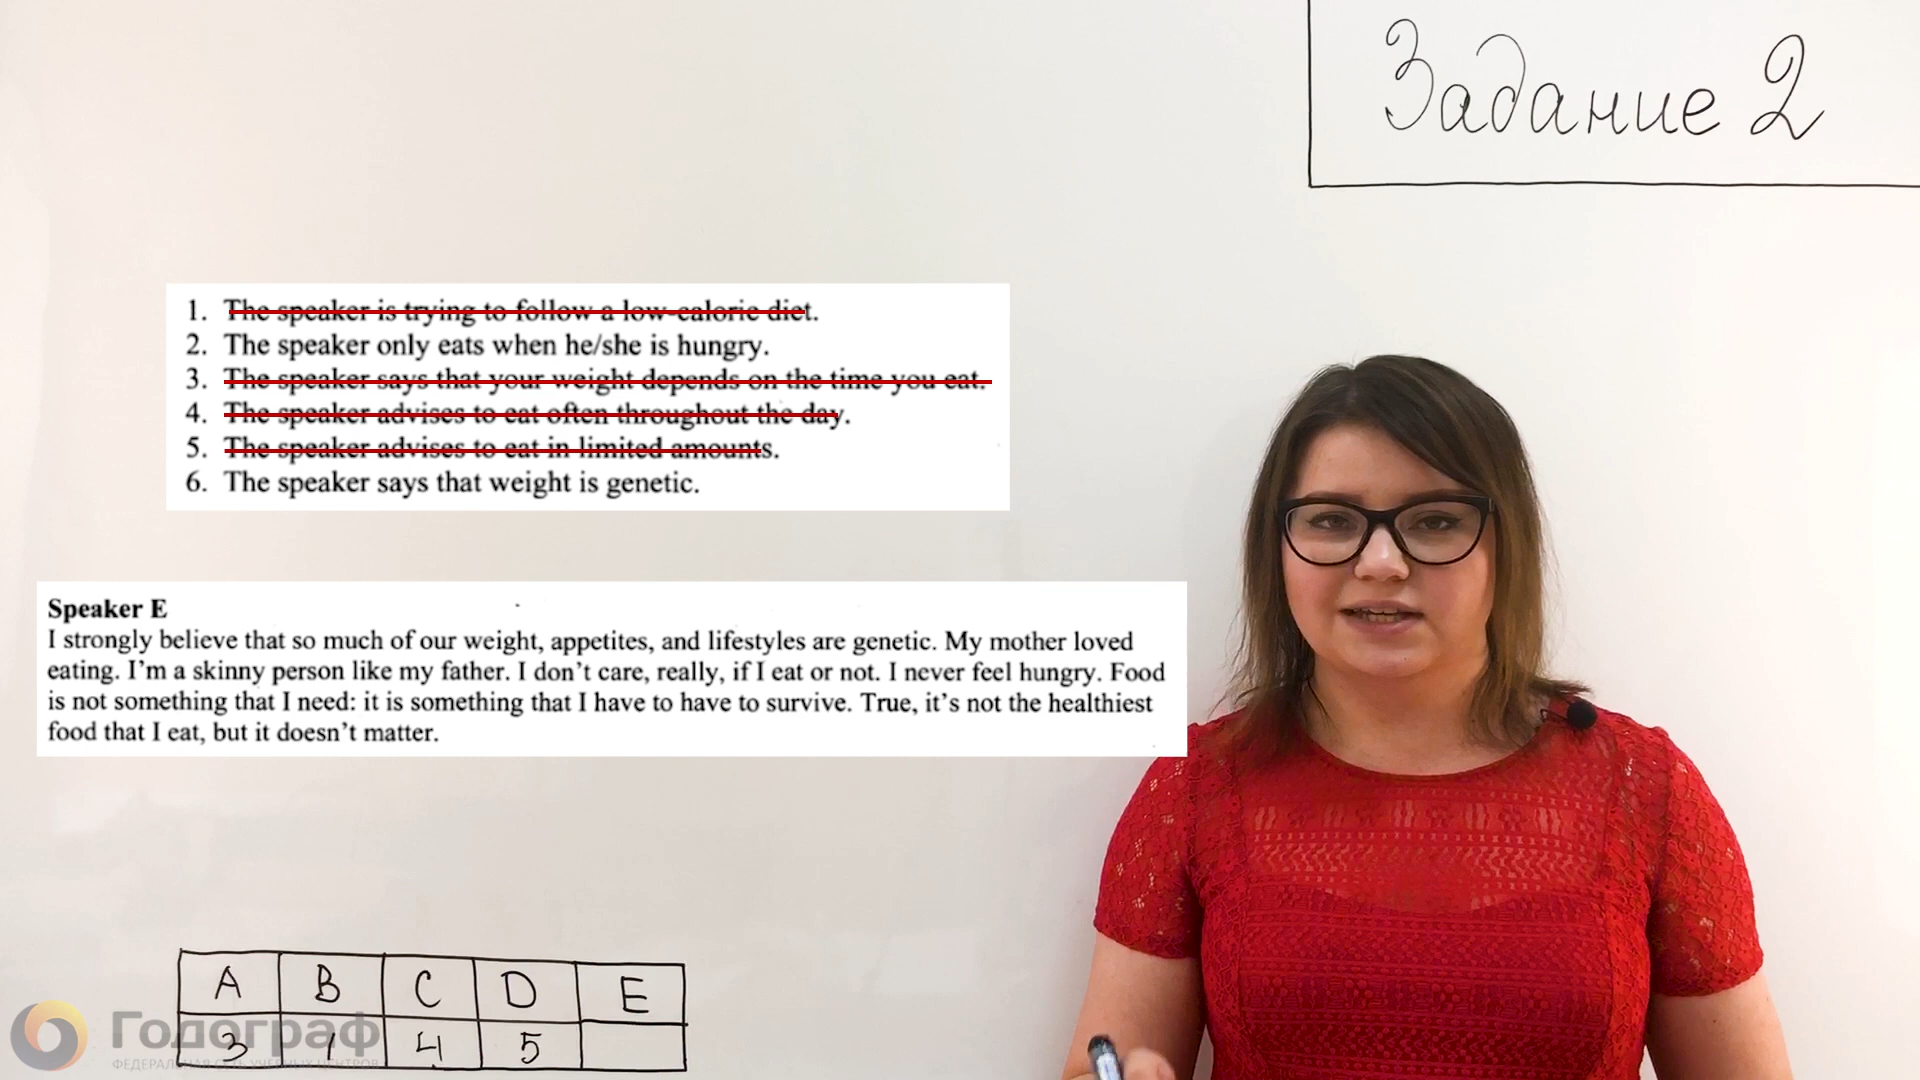 Задание 2
1. The speaker is trying to follow a low-calorie diet.
2. The speaker only eats when he/she is hungry.
3. The speaker says that your weight depends on the time you eat.
4. The speaker advises to eat often throughout the day.
5. The speaker advises to eat in limited amounts.
6. The speaker says that weight is genetic.
Speaker E
I strongly believe that so much of our weight, appetites, and lifestyles are genetic. My mother loved
eating. I'm a skinny person like my father. I don't care, really, if I eat or not. I never feel hungry. Food
is not something that I need: it is something that I have to have to survive. True, it's not the healthiest
food that I eat, but it doesn't matter.
A B C D E
3 1 4 5
Годограф
ФЕДЕРАЛЬНАЯ СЕТЬ УЧЕБНЫХ ЦЕНТРОВ